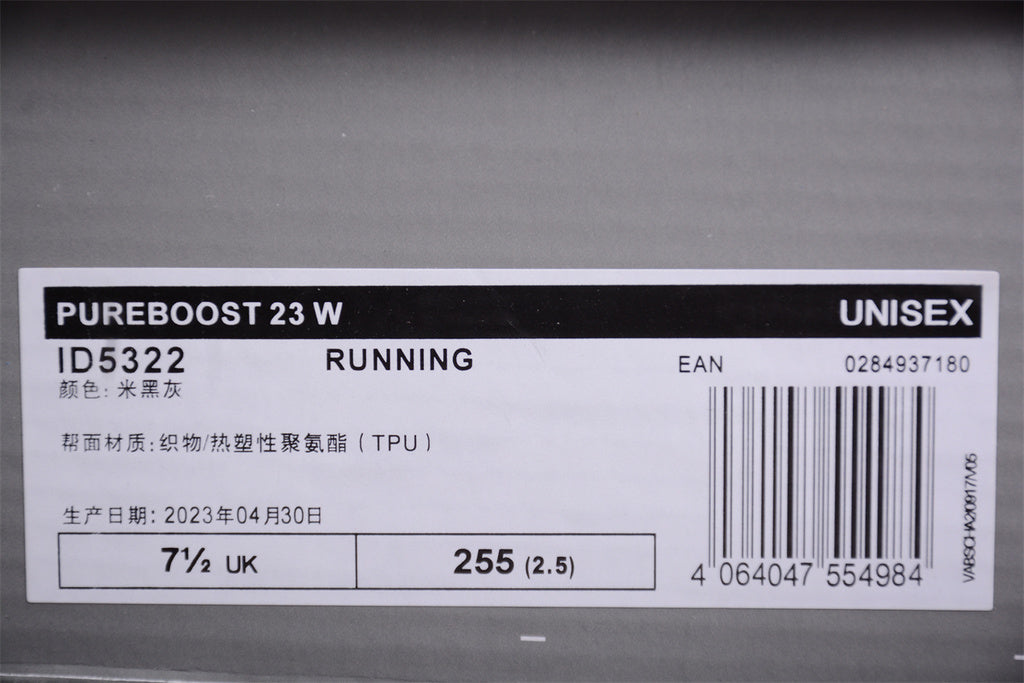 PUREBOOST 23 W UNISEX
ID5322 RUNNING EAN 0284937180
颜色: 米黑灰
帮面材质: 织物/热塑性聚氨酯（TPU）
生产日期: 2023年04月30日
7½ UK 255 (2.5)
4 064047 554984